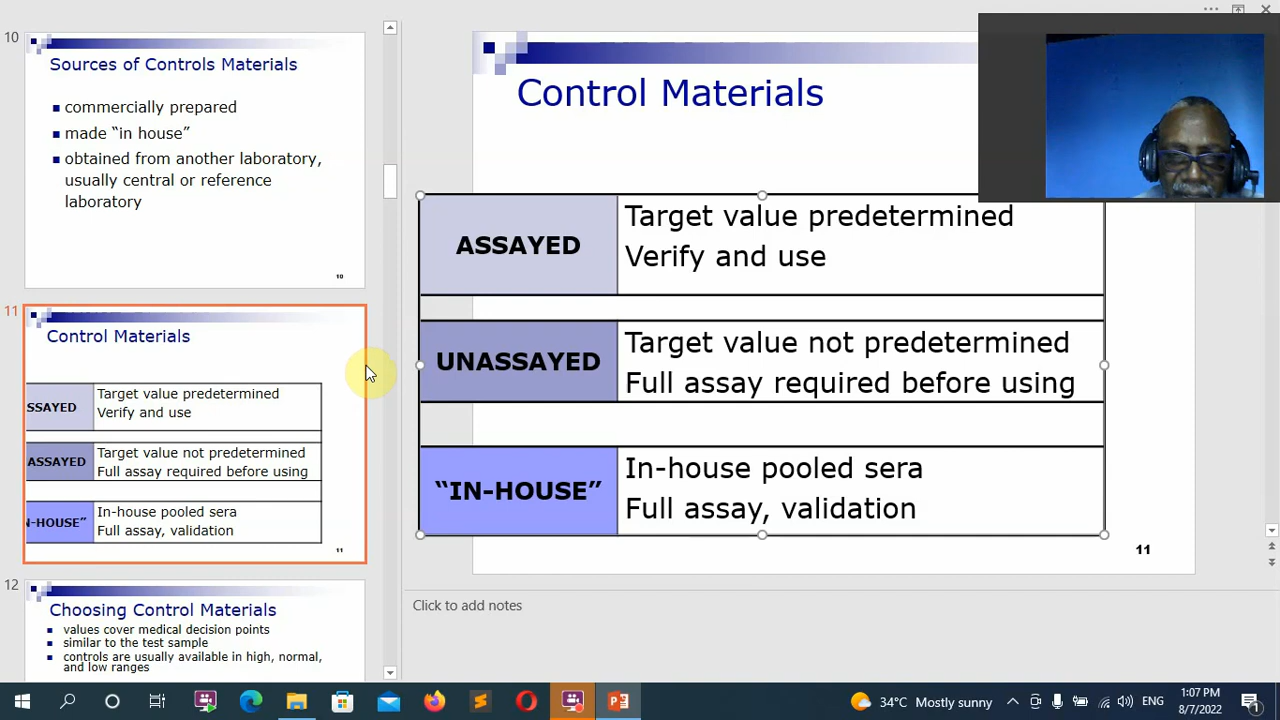 10
Sources of Controls Materials
■ commercially prepared
■ made “in house”
■ obtained from another laboratory,
usually central or reference
laboratory
10
11
Control Materials
SSAYED
Target value predetermined
Verify and use
ASSAYED
Target value not predetermined
Full assay required before using
N-HOUSE”
In-house pooled sera
Full assay, validation
11
12
Choosing Control Materials
■ values cover medical decision points
■ similar to the test sample
■ controls are usually available in high, normal,
and low ranges
Control Materials
ASSAYED
Target value predetermined
Verify and use
UNASSAYED
Target value not predetermined
Full assay required before using
“IN-HOUSE”
In-house pooled sera
Full assay, validation
11
Click to add notes
34°C Mostly sunny
ENG
1:07 PM
8/7/2022
1